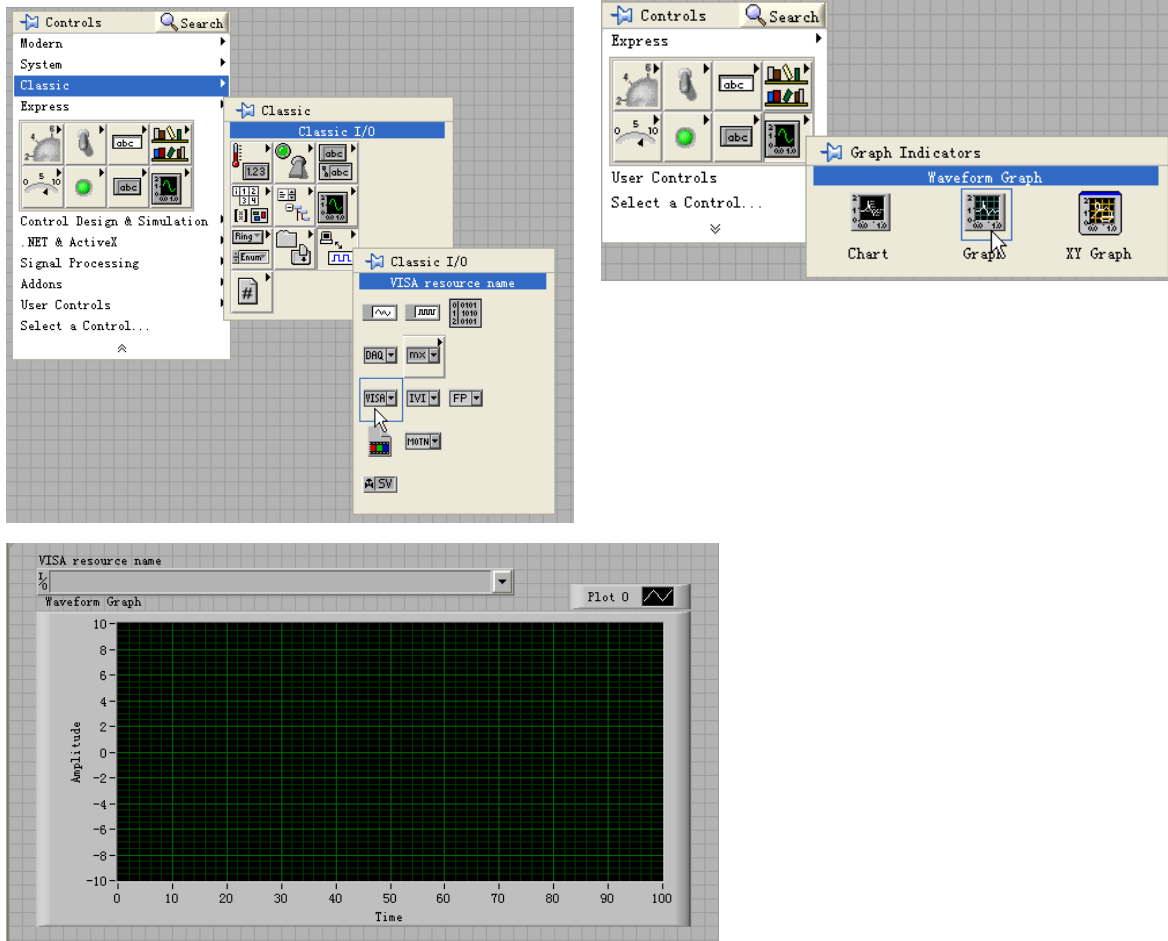 Controls
Search
Modern
System
Classic
Express
abc
abc
Control Design & Simulation
.NET & ActiveX
Signal Processing
Addons
User Controls
Select a Control...
Classic
Classic I/O
1.23
abc
abc
Ring
Enum
#
Classic I/O
VISA resource name
DAQ
mx
VISA
IVI
FP
MOTN
SV
Controls
Search
Express
abc
abc
User Controls
Select a Control...
Graph Indicators
Waveform Graph
Chart
Graph
XY Graph
VISA resource name
I/O
Waveform Graph
Plot 0
10
8
6
4
2
0
-2
-4
-6
-8
-10
Amplitude
0 10 20 30 40 50 60 70 80 90 100
Time